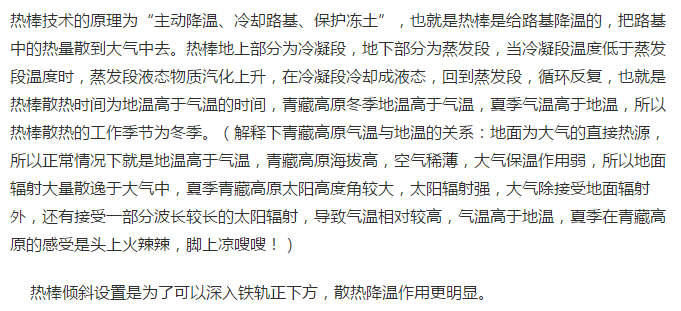 热棒技术的原理为“主动降温、冷却路基、保护冻土”，也就是热棒是给路基降温的，把路基
中的热量散到大气中去。热棒地上部分为冷凝段，地下部分为蒸发段，当冷凝段温度低于蒸发
段温度时，蒸发段液态物质汽化上升，在冷凝段冷却成液态，回到蒸发段，循环反复，也就是
热棒散热时间为地温高于气温的时间，青藏高原冬季地温高于气温，夏季气温高于地温，所以
热棒散热的工作季节为冬季。（解释下青藏高原气温与地温的关系：地面为大气的直接热源，
所以正常情况下就是地温高于气温，青藏高原海拔高，空气稀薄，大气保温作用弱，所以地面
辐射大量散逸于大气中，夏季青藏高原太阳高度角较大，太阳辐射强，大气除接受地面辐射
外，还有接受一部分波长较长的太阳辐射，导致气温相对较高，气温高于地温，夏季在青藏高
原的感受是头上火辣辣，脚上凉嗖嗖！）
热棒倾斜设置是为了可以深入铁轨正下方，散热降温作用更明显。